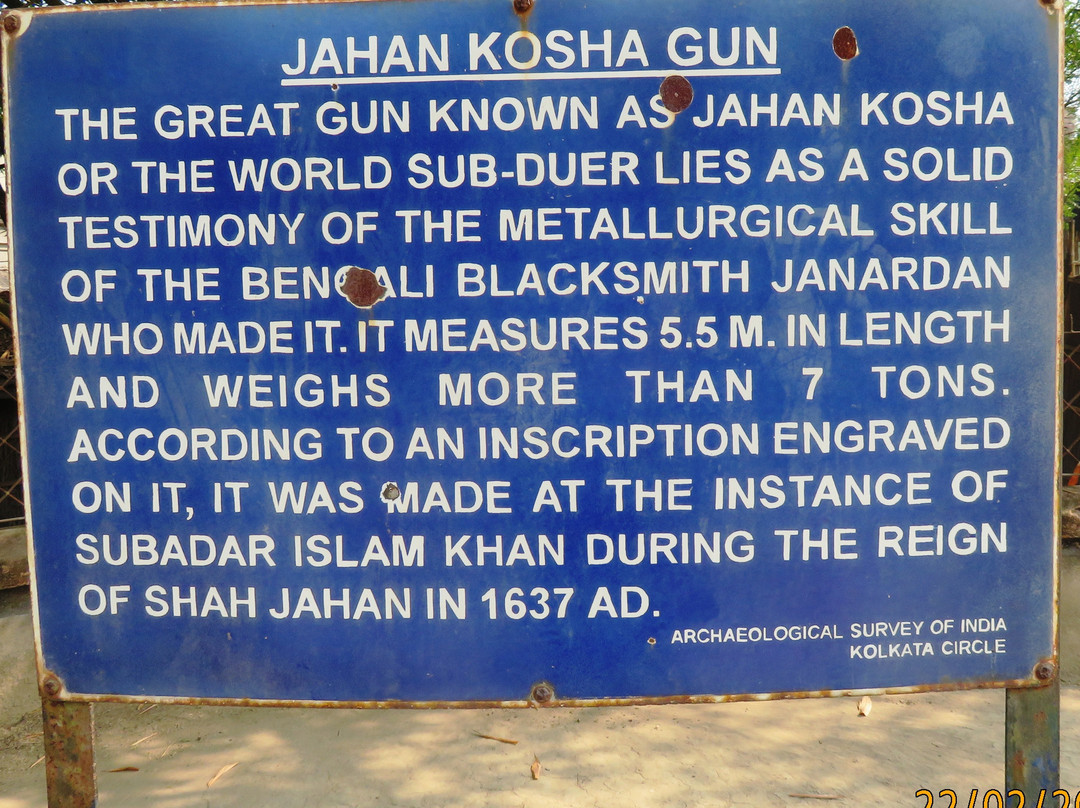 JAHAN KOSHA GUN
THE GREAT GUN KNOWN AS JAHAN KOSHA
OR THE WORLD SUB-DUER LIES AS A SOLID
TESTIMONY OF THE METALLURGICAL SKILL
OF THE BENGALI BLACKSMITH JANARDAN
WHO MADE IT. IT MEASURES 5.5 M. IN LENGTH
AND WEIGHS MORE THAN 7 TONS.
ACCORDING TO AN INSCRIPTION ENGRAVED
ON IT, IT WAS MADE AT THE INSTANCE OF
SUBADAR ISLAM KHAN DURING THE REIGN
OF SHAH JAHAN IN 1637 AD.
ARCHAEOLOGICAL SURVEY OF INDIA
KOLKATA CIRCLE